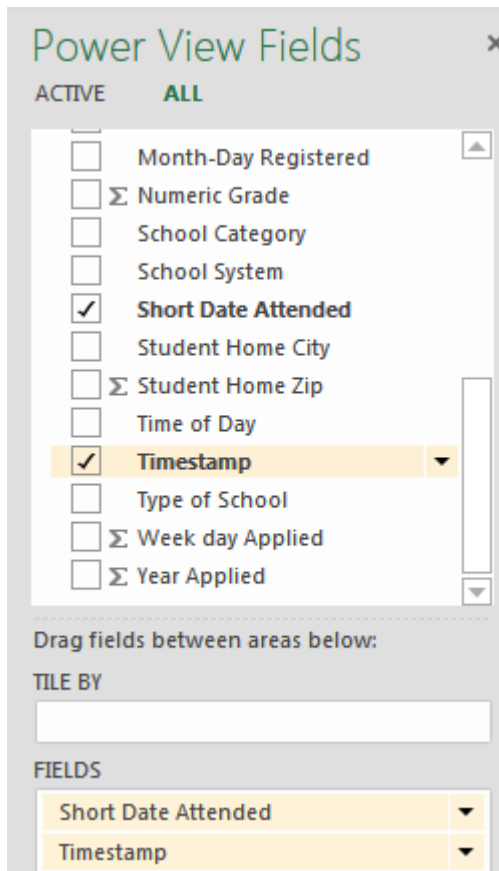 Power View Fields
ACTIVE ALL
Month-Day Registered
Σ Numeric Grade
School Category
School System
Short Date Attended
Student Home City
Σ Student Home Zip
Time of Day
Timestamp
Type of School
Σ Week day Applied
Σ Year Applied
Drag fields between areas below:
TILE BY
FIELDS
Short Date Attended
Timestamp